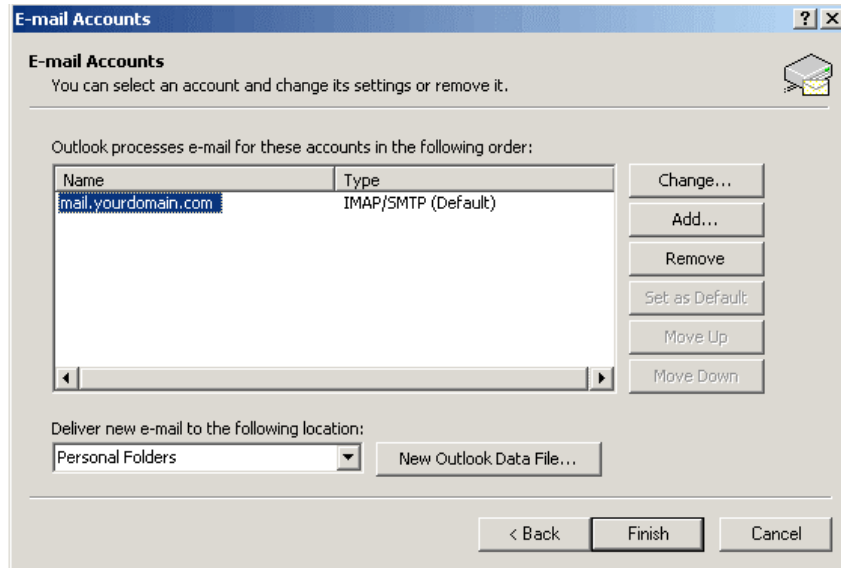 E-mail Accounts
E-mail Accounts
You can select an account and change its settings or remove it.
Outlook processes e-mail for these accounts in the following order:
Name Type
mail.yourdomain.com IMAP/SMTP (Default)
Change...
Add...
Remove
Set as Default
Move Up
Move Down
Deliver new e-mail to the following location:
Personal Folders New Outlook Data File...
< Back Finish Cancel